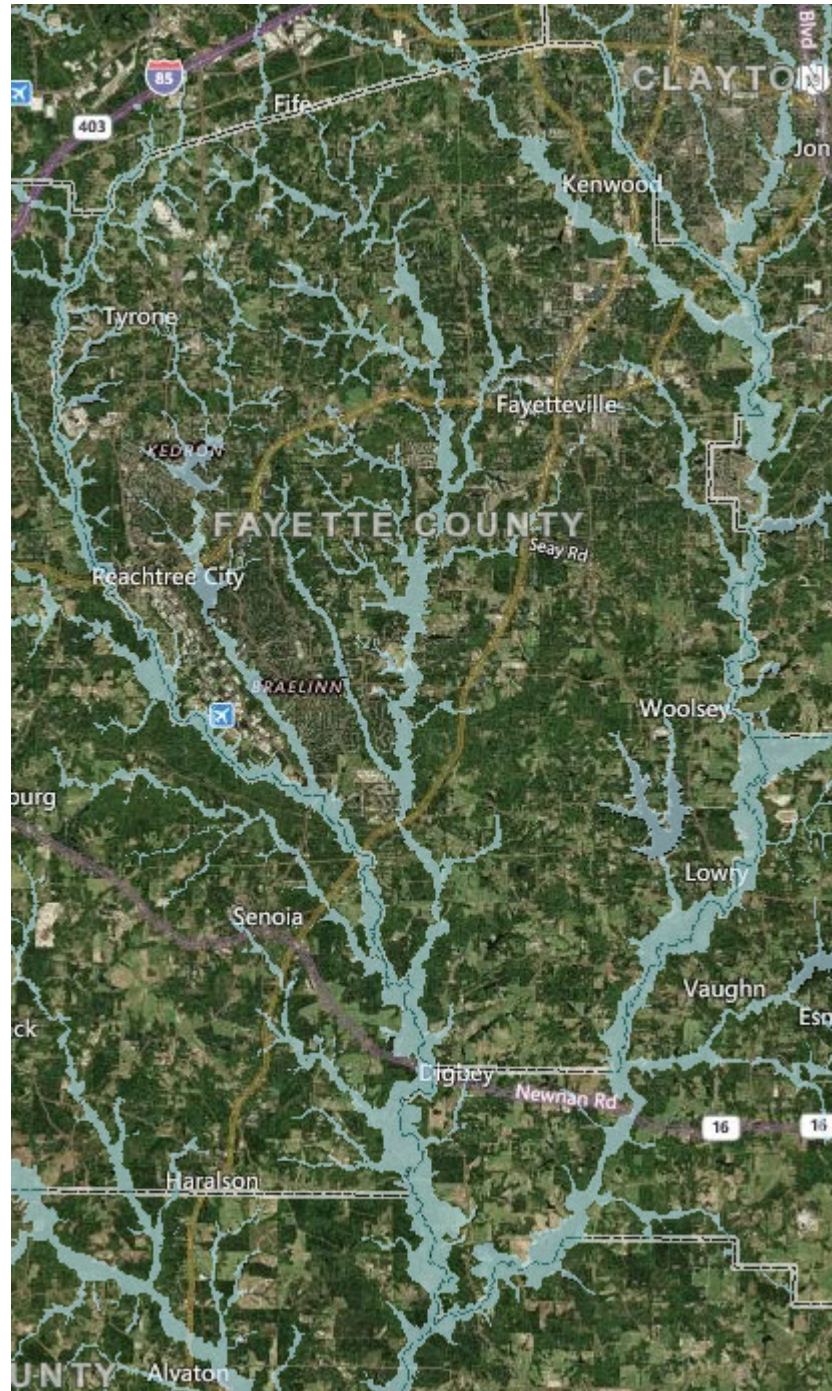 Blvd
CLAYTON
85
Fife
403
Jon
Kenwood
Tyrone
Fayetteville
KEDRON
FAYETTE COUNTY
Seay Rd
Peachtree City
BRAELINN
Woolsey
burg
Lowry
Senoia
Vaughn
Esn
ck
Digbey
Newnan Rd
16
16
Haralson
UNTY
Alvaton